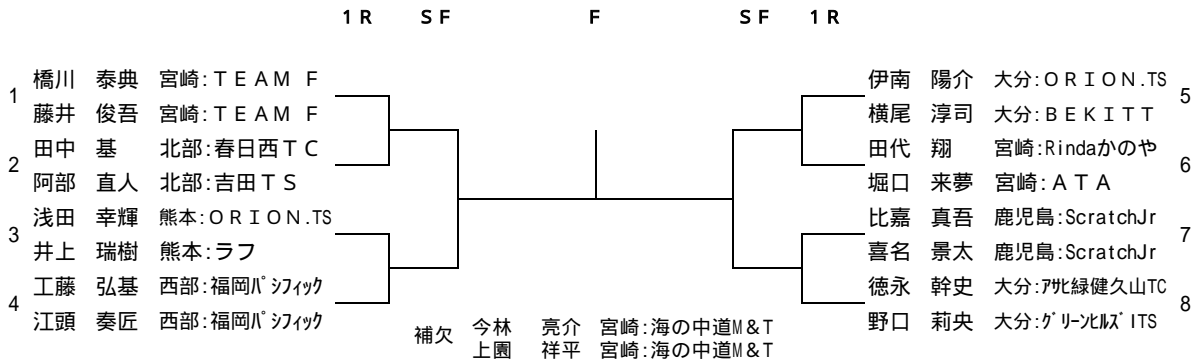 １Ｒ ＳＦ Ｆ ＳＦ １Ｒ
1
橋川 泰典 宮崎:ＴＥＡＭ Ｆ
藤井 俊吾 宮崎:ＴＥＡＭ Ｆ
2
田中 基 北部:春日西ＴＣ
阿部 直人 北部:吉田ＴＳ
3
浅田 幸輝 熊本:ＯＲＩＯＮ.TS
井上 瑞樹 熊本:ラフ
4
工藤 弘基 西部:福岡ﾊﾟｼﾌｨｯｸ
江頭 奏匠 西部:福岡ﾊﾟｼﾌｨｯｸ
伊南 陽介 大分:ＯＲＩＯＮ.TS
横尾 淳司 大分:ＢＥＫＩＴＴ
5
田代 翔 宮崎:Rindaかのや
堀口 来夢 宮崎:ＡＴＡ
6
比嘉 真吾 鹿児島:ScratchJr
喜名 景太 鹿児島:ScratchJr
7
徳永 幹史 大分:ｱｻﾋ緑健久山TC
野口 莉央 大分:ｸﾞﾘｰﾝﾋﾙｽﾞITS
8
補欠
今林 亮介 宮崎:海の中道M&T
上園 祥平 宮崎:海の中道M&T